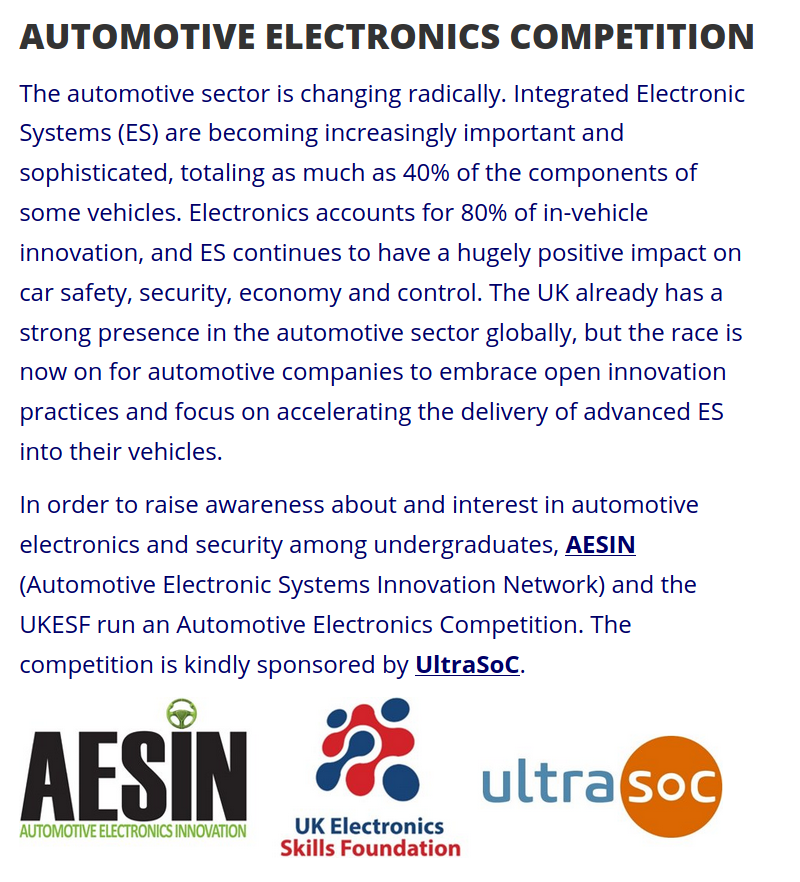 AUTOMOTIVE ELECTRONICS COMPETITION
The automotive sector is changing radically. Integrated Electronic
Systems (ES) are becoming increasingly important and
sophisticated, totaling as much as 40% of the components of
some vehicles. Electronics accounts for 80% of in-vehicle
innovation, and ES continues to have a hugely positive impact on
car safety, security, economy and control. The UK already has a
strong presence in the automotive sector globally, but the race is
now on for automotive companies to embrace open innovation
practices and focus on accelerating the delivery of advanced ES
into their vehicles.
In order to raise awareness about and interest in automotive
electronics and security among undergraduates, AESIN
(Automotive Electronic Systems Innovation Network) and the
UKESF run an Automotive Electronics Competition. The
competition is kindly sponsored by UltraSoC.
AESIN
AUTOMOTIVE ELECTRONICS INNOVATION
UK Electronics
Skills Foundation
ultra soc